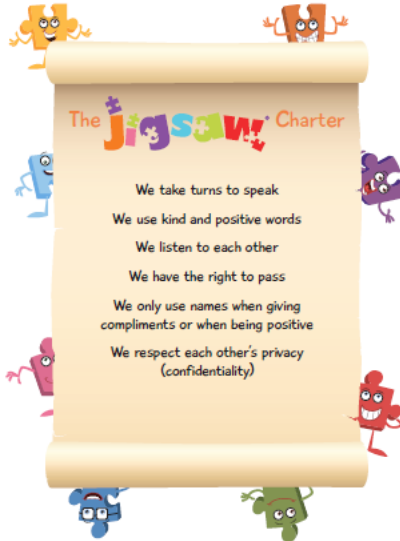 The jigsaw Charter
We take turns to speak
We use kind and positive words
We listen to each other
We have the right to pass
We only use names when giving
compliments or when being positive
We respect each other's privacy
(confidentiality)